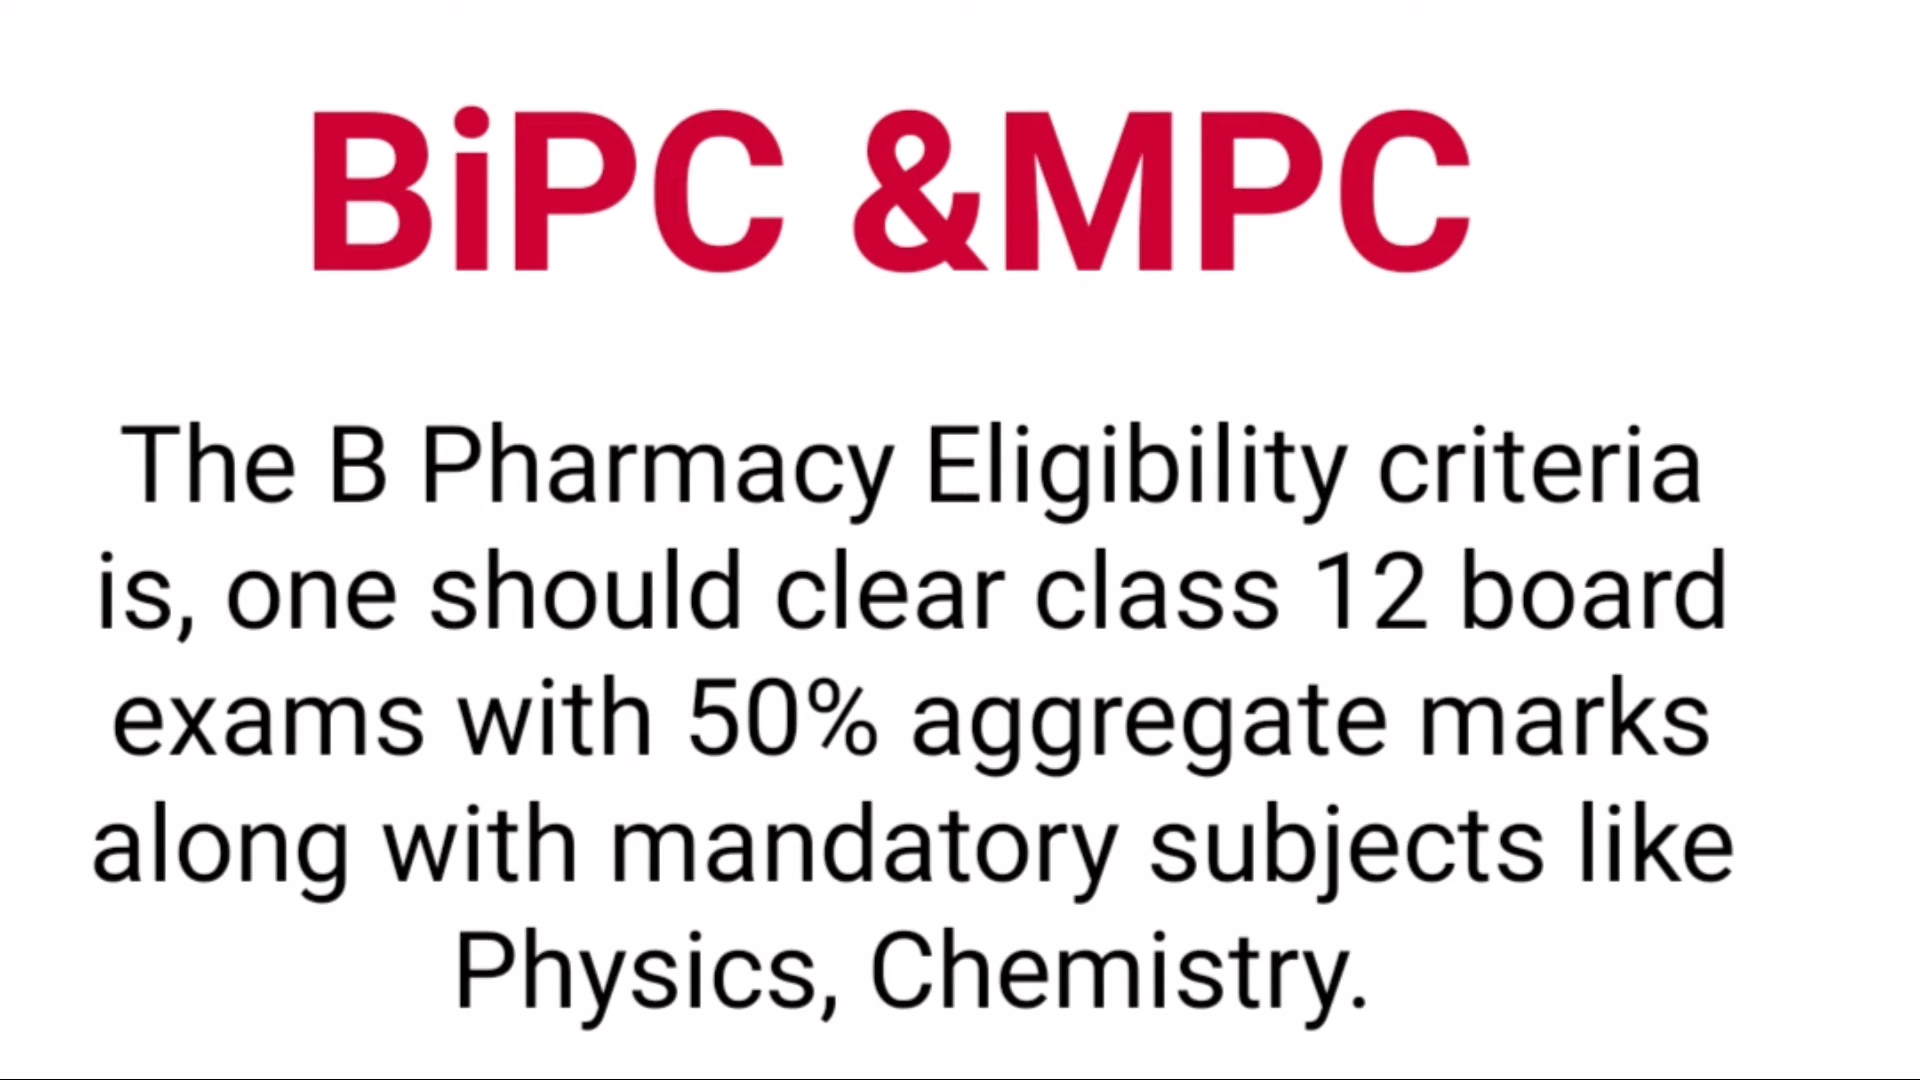 BiPC &MPC
The B Pharmacy Eligibility criteria
is, one should clear class 12 board
exams with 50% aggregate marks
along with mandatory subjects like
Physics, Chemistry.